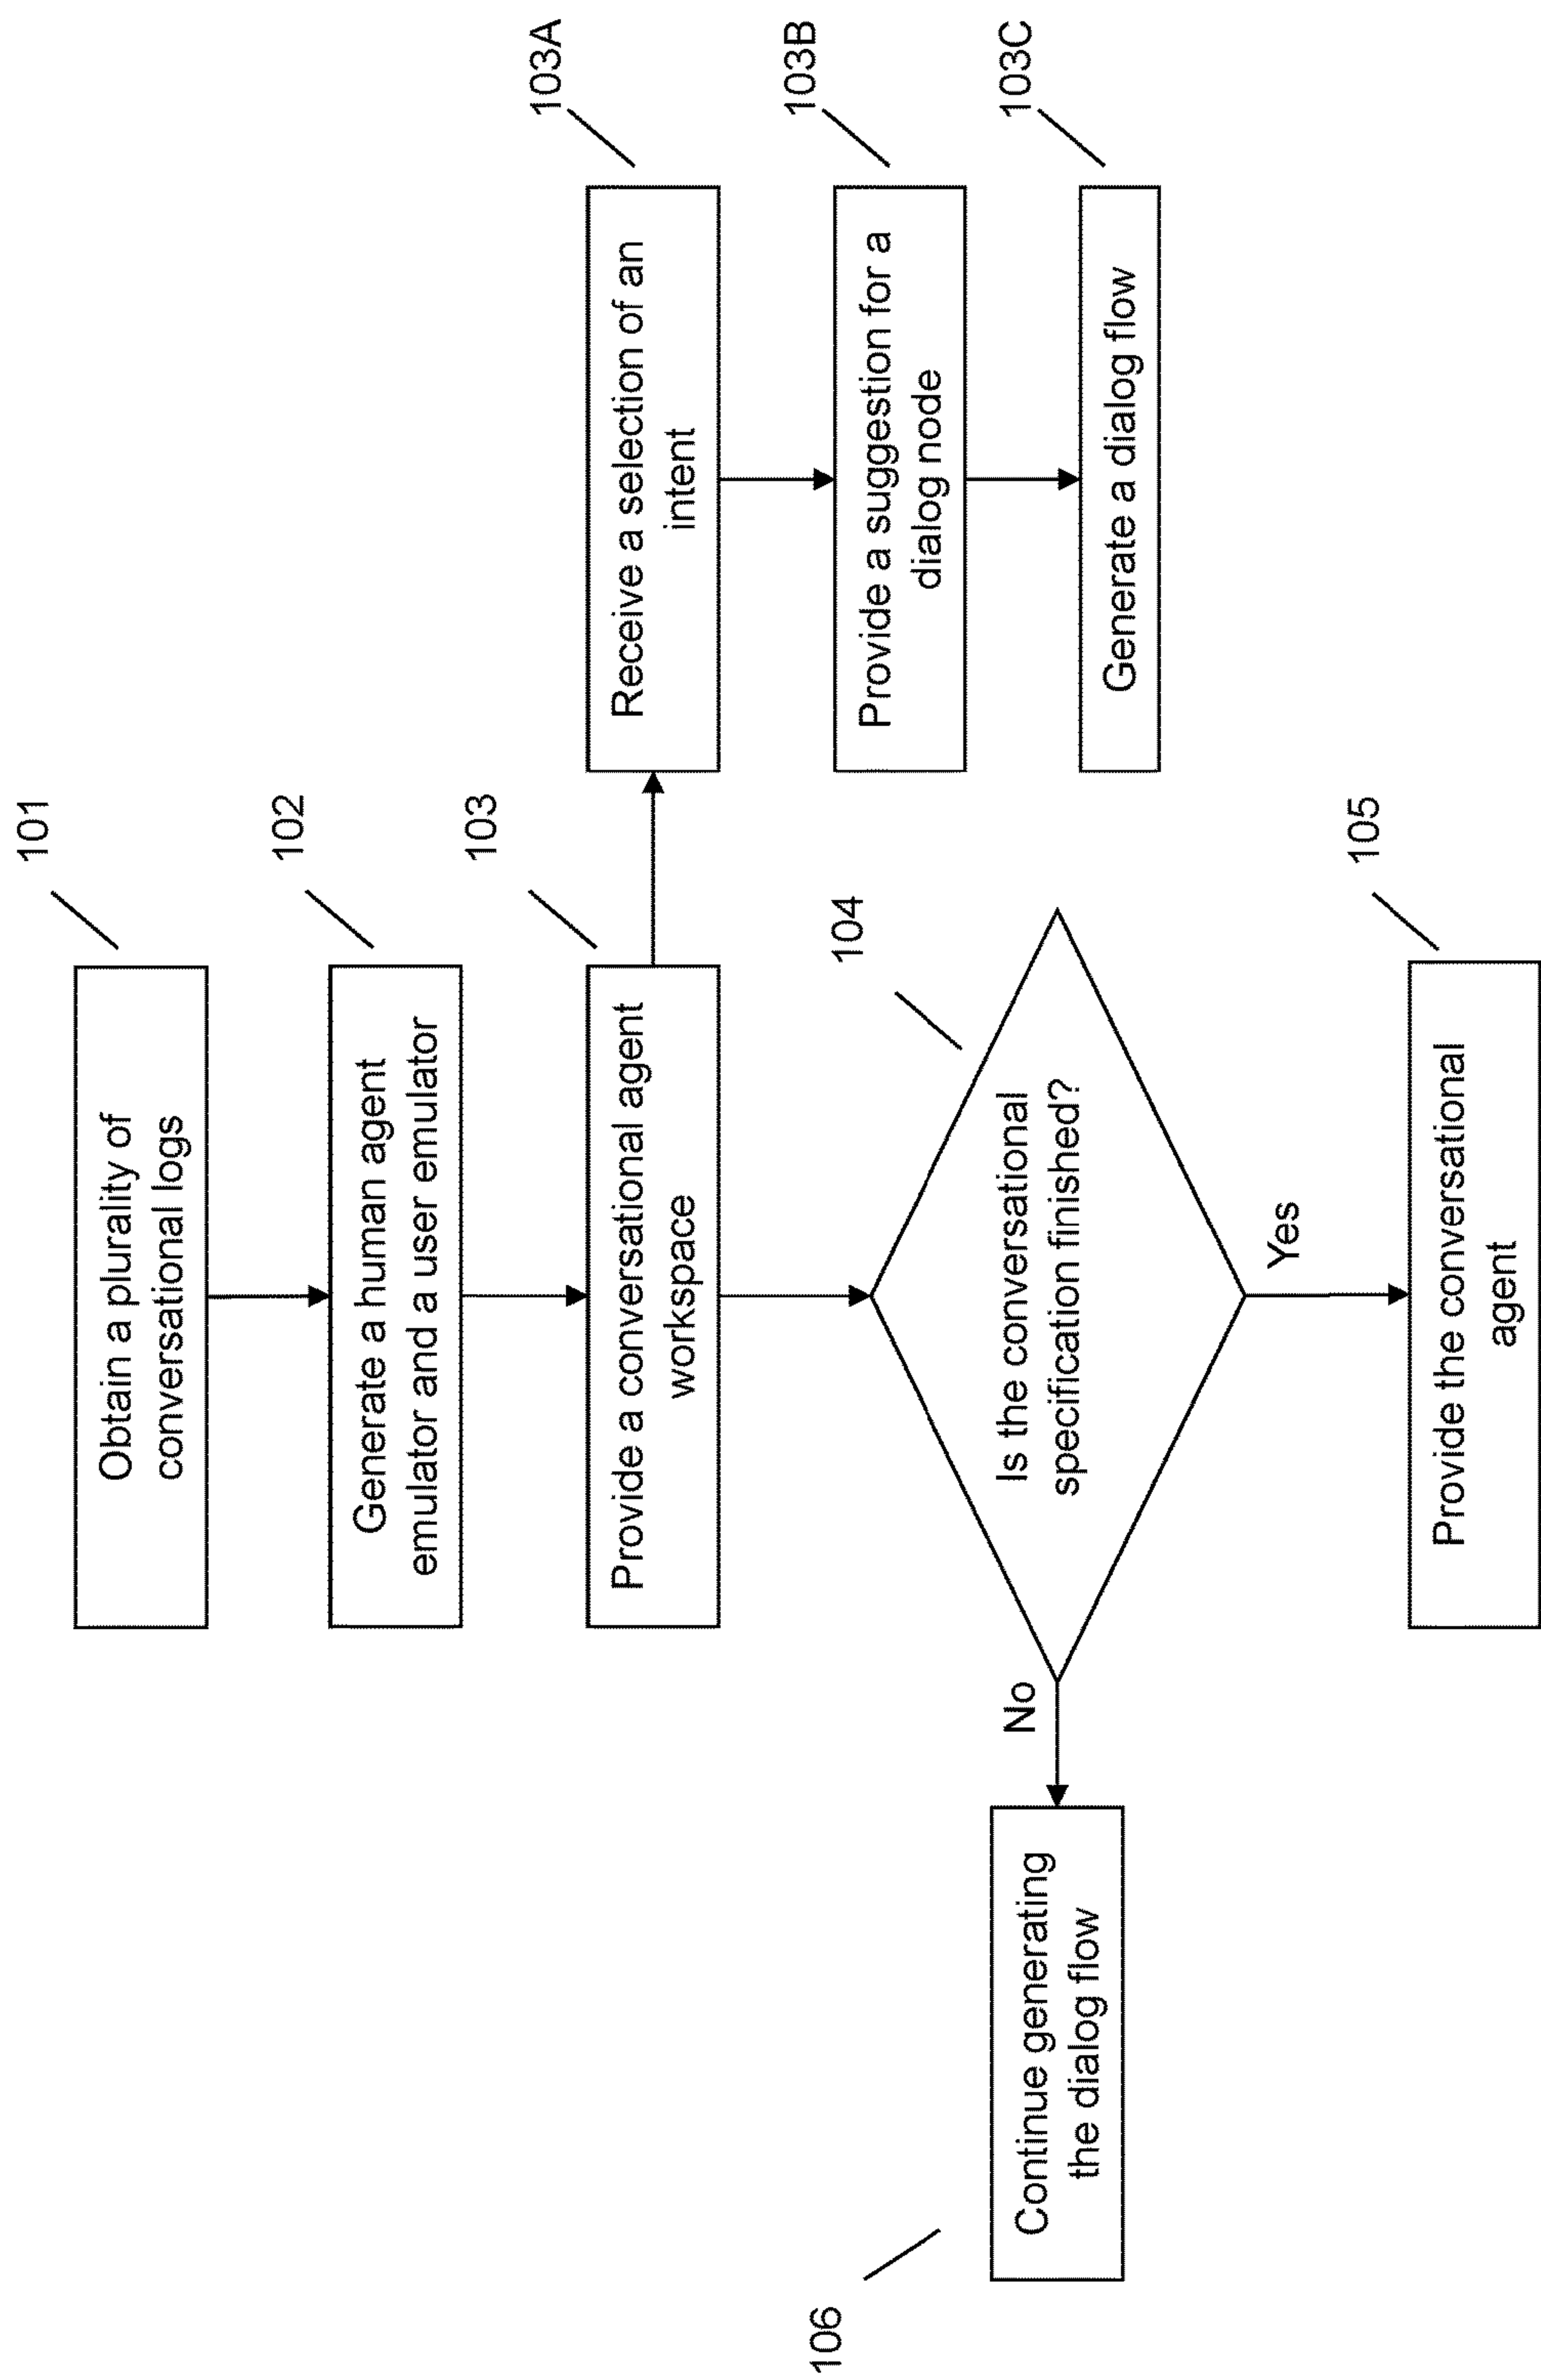 101
Obtain a plurality of
conversational logs
102
Generate a human agent
emulator and a user emulator
103
Provide a conversational agent
workspace
103A
Receive a selection of an
intent
103B
Provide a suggestion for a
dialog node
103C
Generate a dialog flow
104
Is the conversational
specification finished?
No
Yes
106
Continue generating
the dialog flow
105
Provide the conversational
agent